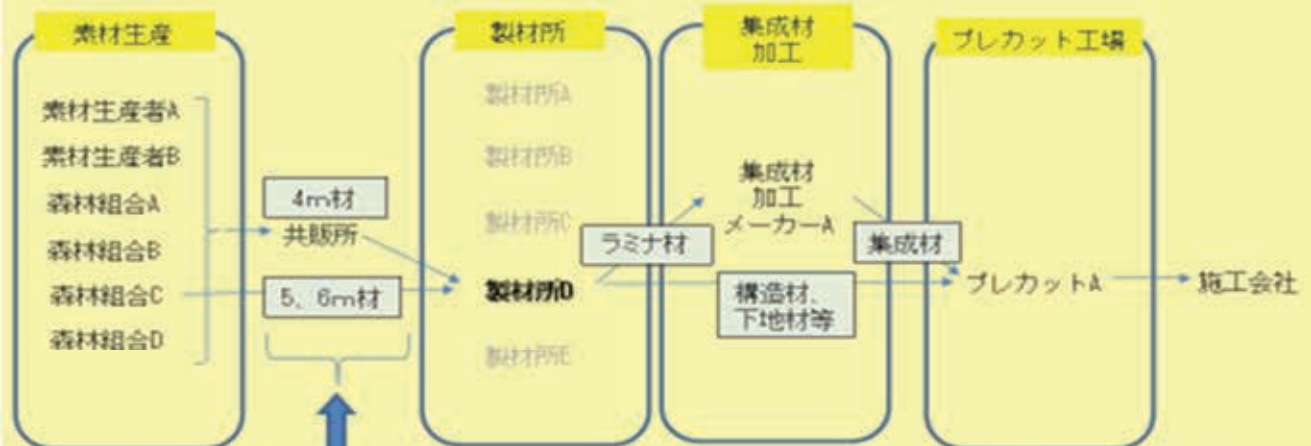 素材生産
素材生産者A
素材生産者B
森林組合A
森林組合B
森林組合C
森林組合D
4m材
共販所
5、6m材
製材所
製材所A
製材所B
製材所C
製材所D
製材所E
ラミナ材
集成材
加工
集成材
加工
メーカーA
構造材、
下地材等
集成材
プレカット工場
プレカットA
施工会社